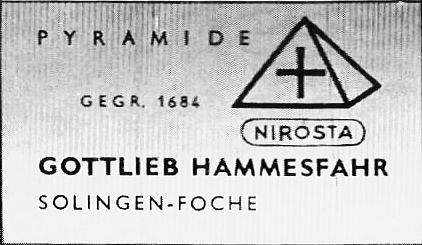 PYRAMIDE
GEGR. 1684
NIROSTA
GOTTLIEB HAMMESFAHR
SOLINGEN-FOCHE